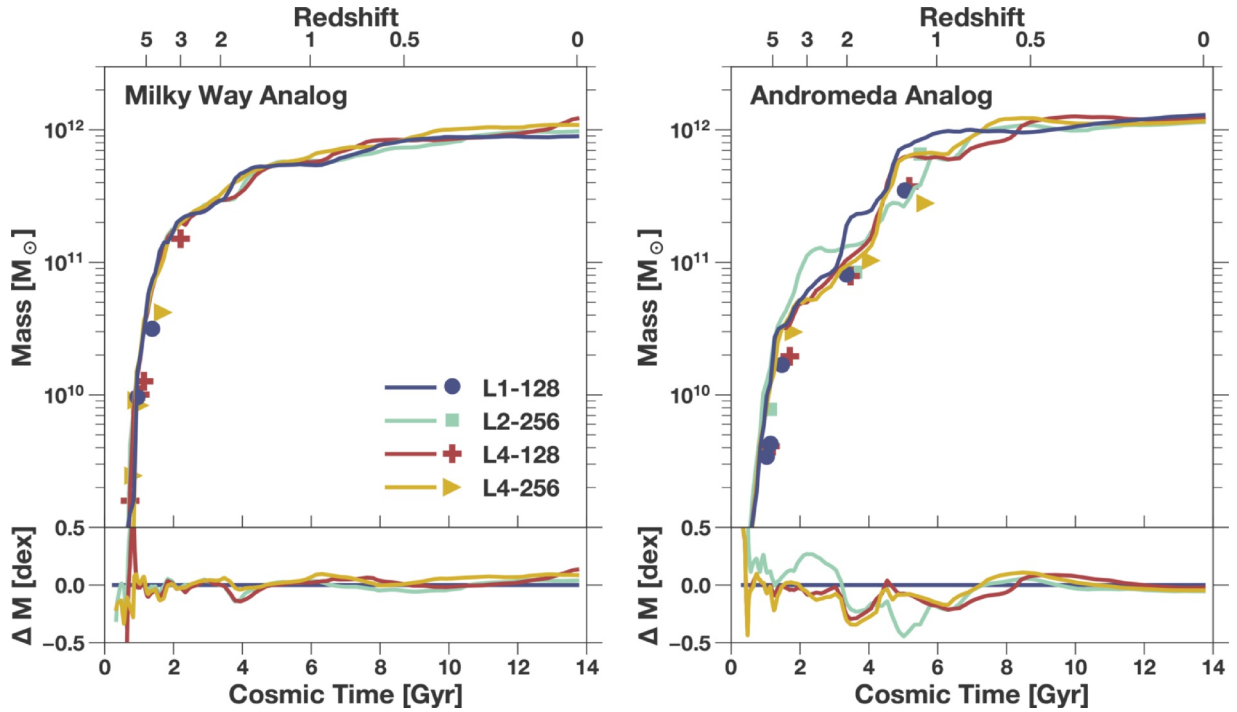 Redshift
5 3 2 1 0.5 0
Milky Way Analog
10¹²
10¹¹
10¹⁰
Mass [M☉]
L1-128
L2-256
L4-128
L4-256
0.5
0.0
−0.5
Δ M [dex]
0 2 4 6 8 10 12 14
Cosmic Time [Gyr]
Redshift
5 3 2 1 0.5 0
Andromeda Analog
10¹²
10¹¹
10¹⁰
Mass [M☉]
0.5
0.0
−0.5
Δ M [dex]
0 2 4 6 8 10 12 14
Cosmic Time [Gyr]